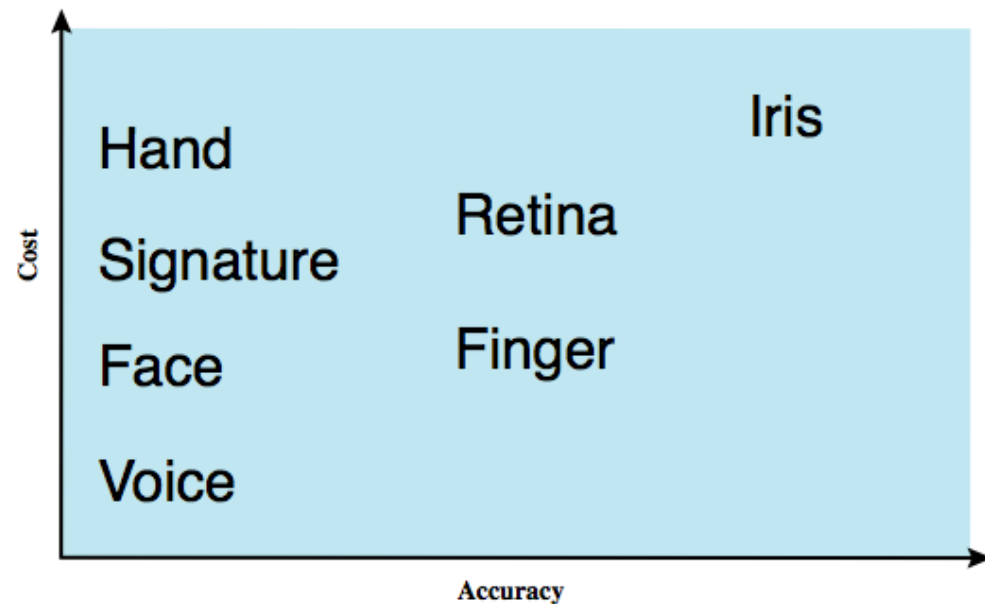 Iris
Hand
Retina
Signature
Cost
Finger
Face
Voice
Accuracy